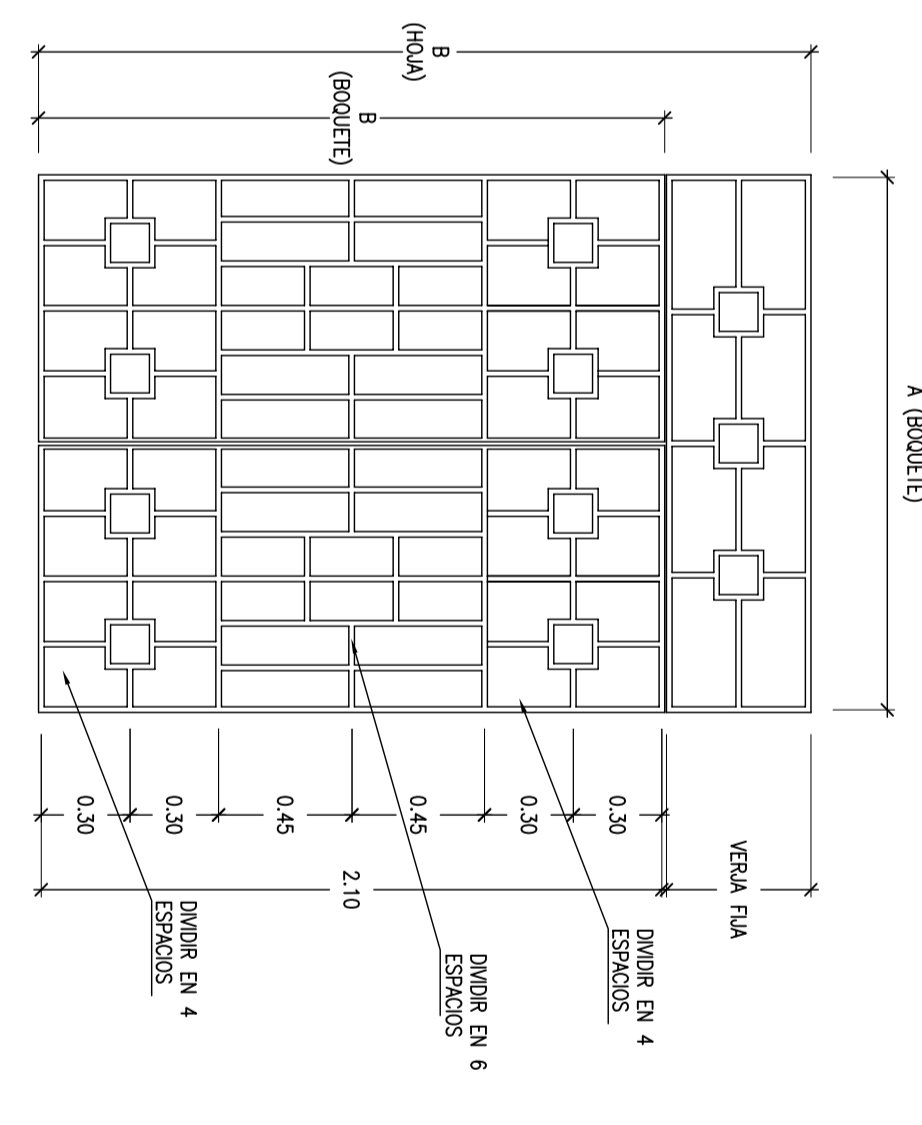 A (BOQUETE)
B
(HOJA)
B
(BOQUETE)
VERJA FIJA
0.30
0.30
0.45
0.45
0.30
0.30
2.10
DIVIDIR EN 4
ESPACIOS
DIVIDIR EN 6
ESPACIOS
DIVIDIR EN 4
ESPACIOS